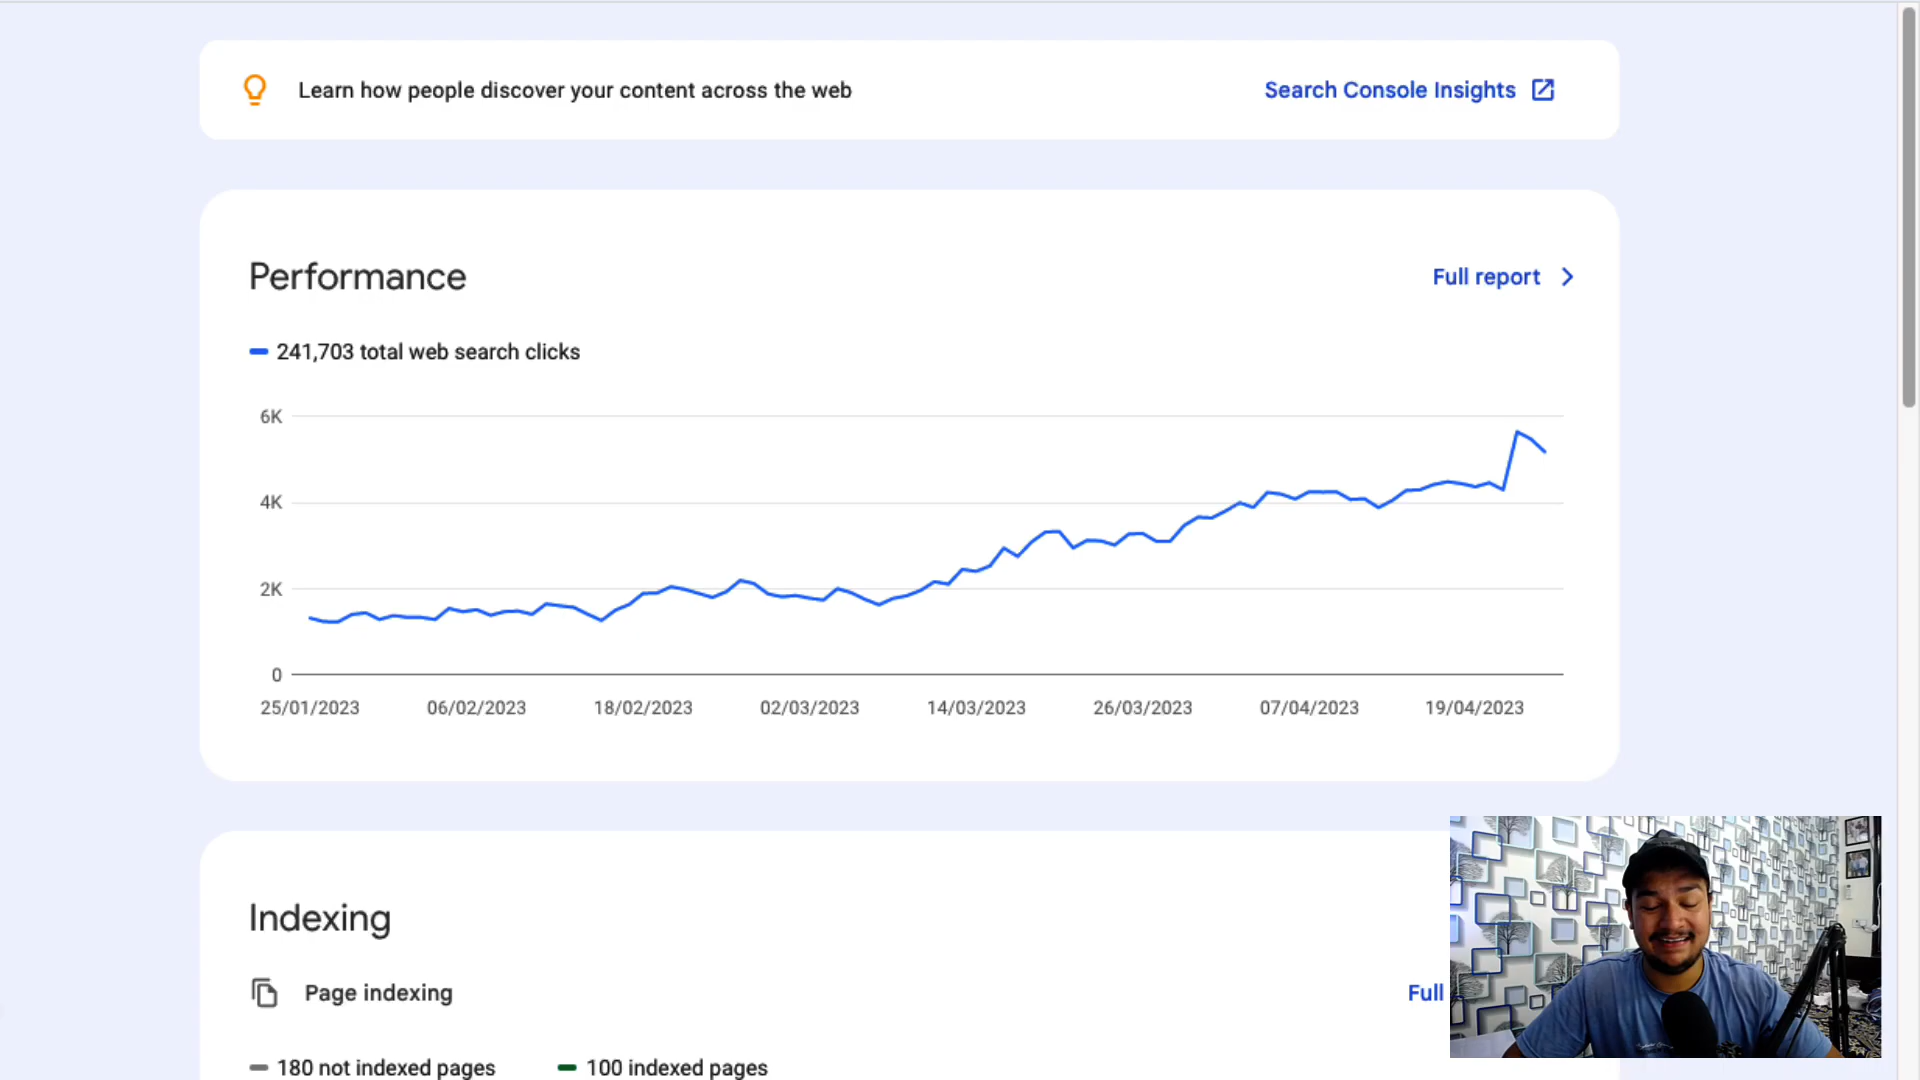 Learn how people discover your content across the web
Search Console Insights
Performance
Full report
241,703 total web search clicks
6K
4K
2K
0
25/01/2023 06/02/2023 18/02/2023 02/03/2023 14/03/2023 26/03/2023 07/04/2023 19/04/2023
Indexing
Page indexing
Full
180 not indexed pages
100 indexed pages